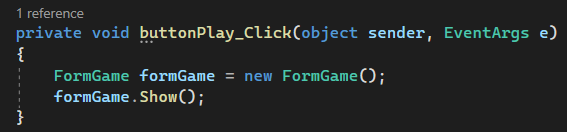 1 reference
private void buttonPlay_Click(object sender, EventArgs e)
{
    FormGame formGame = new FormGame();
    formGame.Show();
}